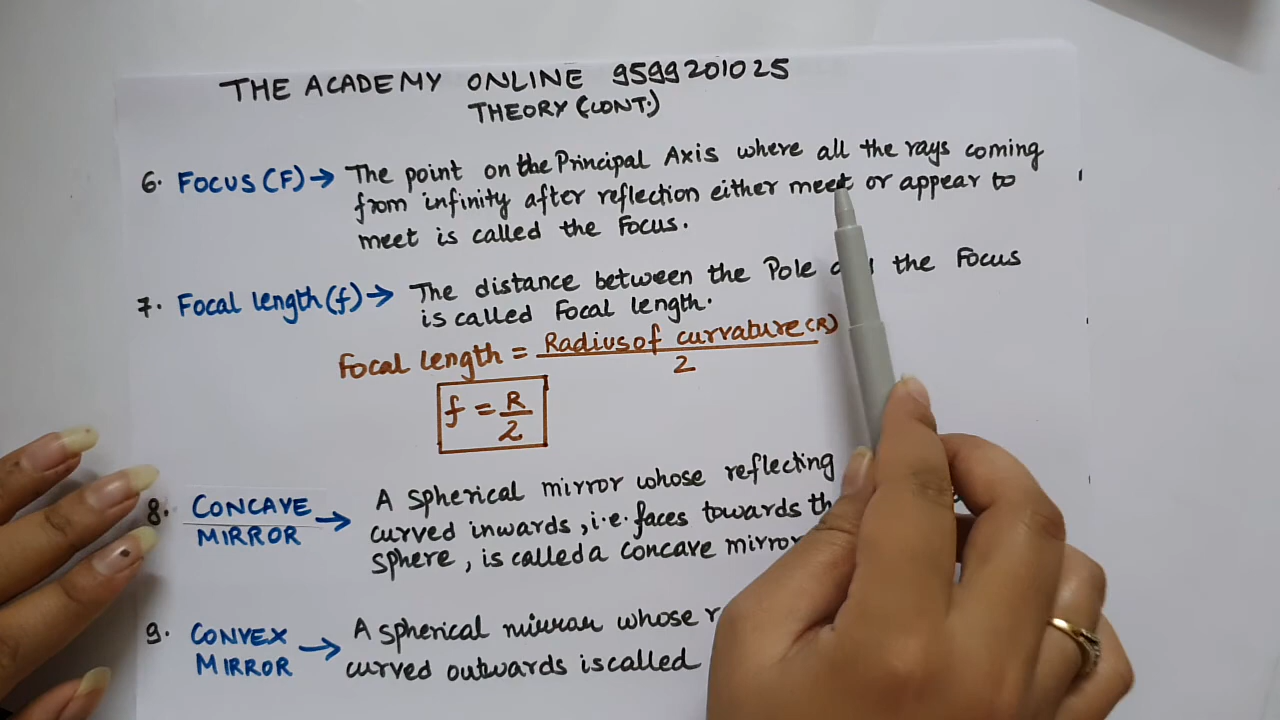 THE ACADEMY ONLINE 9599201025
THEORY (CONT.)
6. FOCUS (F) → The point on the Principal Axis where all the rays coming
from infinity after reflection either meet or appear to
meet is called the Focus.
7. Focal length (f) → The distance between the Pole the Focus
is called Focal length.
Focal length = Radius of curvature (R)
2
f = R
2
8. CONCAVE MIRROR → A spherical mirror whose reflecting
curved inwards, i.e. faces towards
sphere, is called a concave mirror
9. CONVEX MIRROR → A spherical mirror whose
curved outwards is called